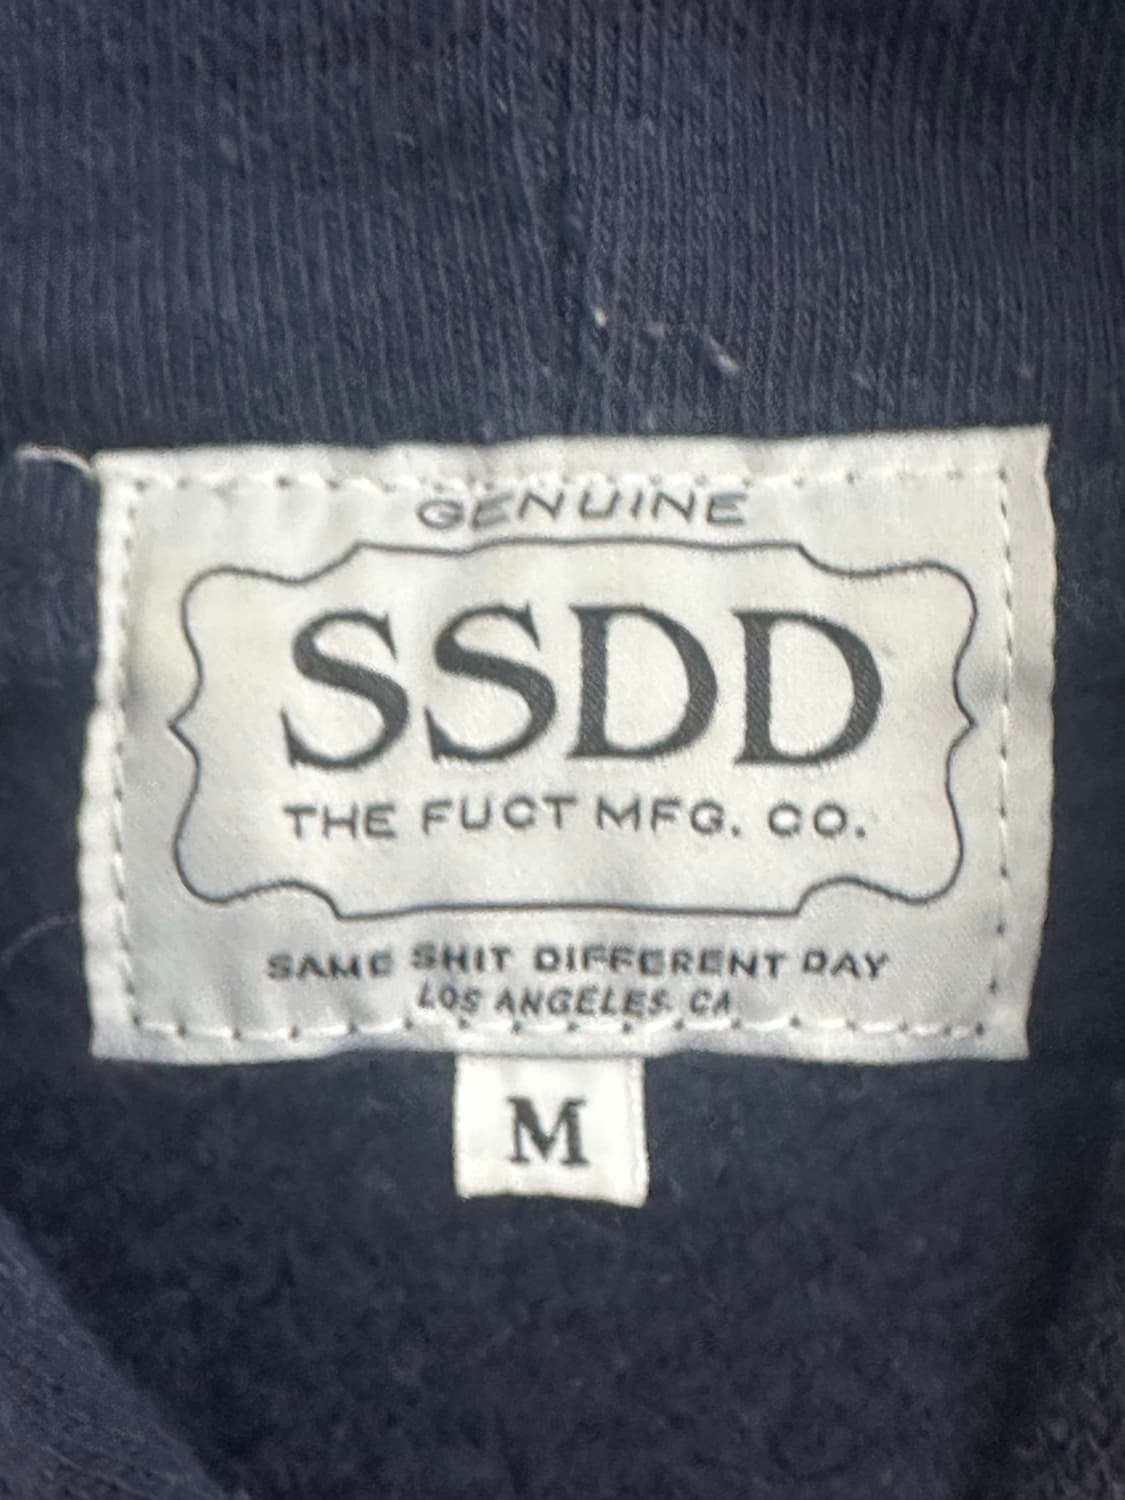 GENUINE
SSDD
THE FUCT MFG. CO.
SAME SHIT DIFFERENT DAY
LOS ANGELES. CA
M